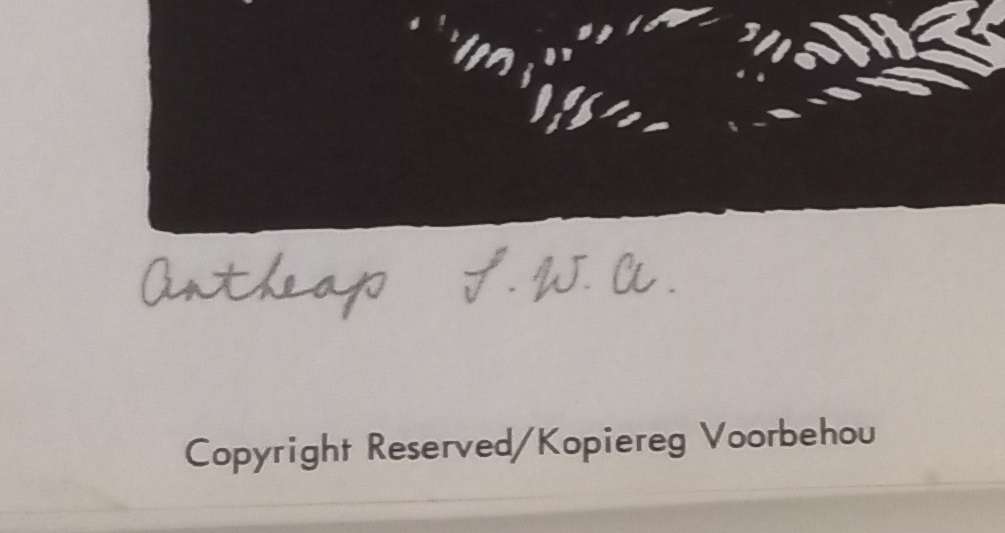 Antheap S.W.A.
Copyright Reserved/Kopiereg Voorbehou